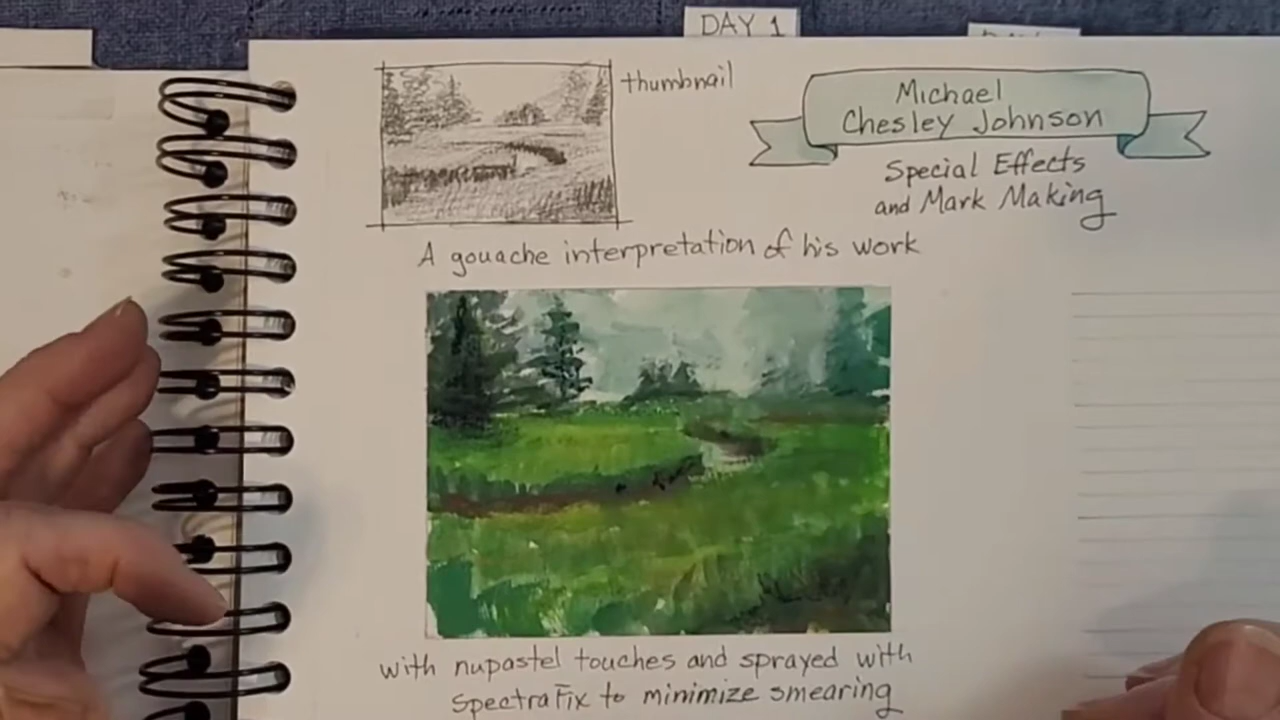 DAY 1
thumbnail
Michael
Chesley Johnson
Special Effects
and Mark Making
A gouache interpretation of his work
with nupastel touches and sprayed with
SpectraFix to minimize smearing